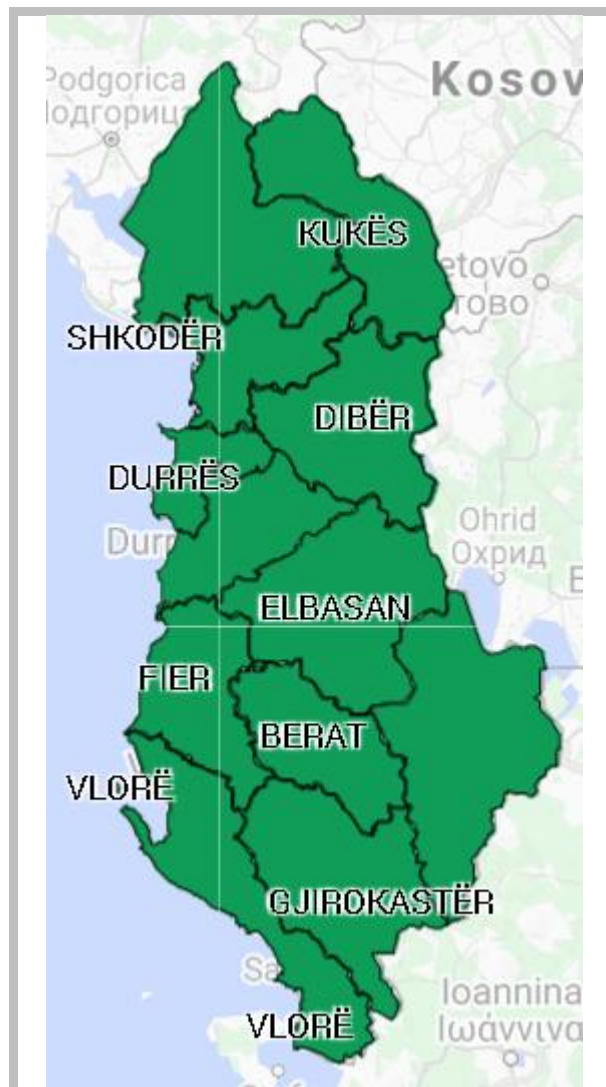 Podgorica
Подгорица
Kosov
KUKËS
etovo
тово
SHKODËR
DIBËR
DURRËS
Durr
Ohrid
Охрид
ELBASAN
E
FIER
BERAT
VLORË
GJIROKASTËR
Sa
Ioannina
Ιωάννινα
VLORË